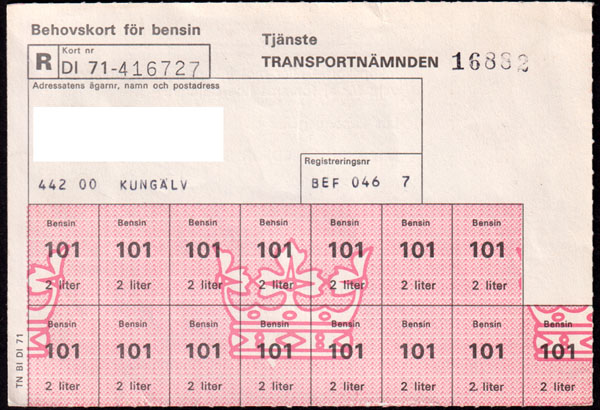 Behovskort för bensin
Tjänste
TRANSPORTNÄMNDEN 16882
R
Kort nr
DI 71-416727
Adressatens ägarnr, namn och postadress
442 00 KUNGÄLV
Registreringsnr
BEF 046 7
Bensin Bensin Bensin Bensin Bensin Bensin Bensin
101 101 101 101 101 101 101
2 liter 2 liter 2 liter 2 liter 2 liter 2 liter 2 liter
Bensin Bensin Bensin Bensin Bensin Bensin Bensin Bensin
101 101 101 101 101 101 101 101
2 liter 2 liter 2 liter 2 liter 2 liter 2 liter 2 liter 2 liter
TN BI DI 71